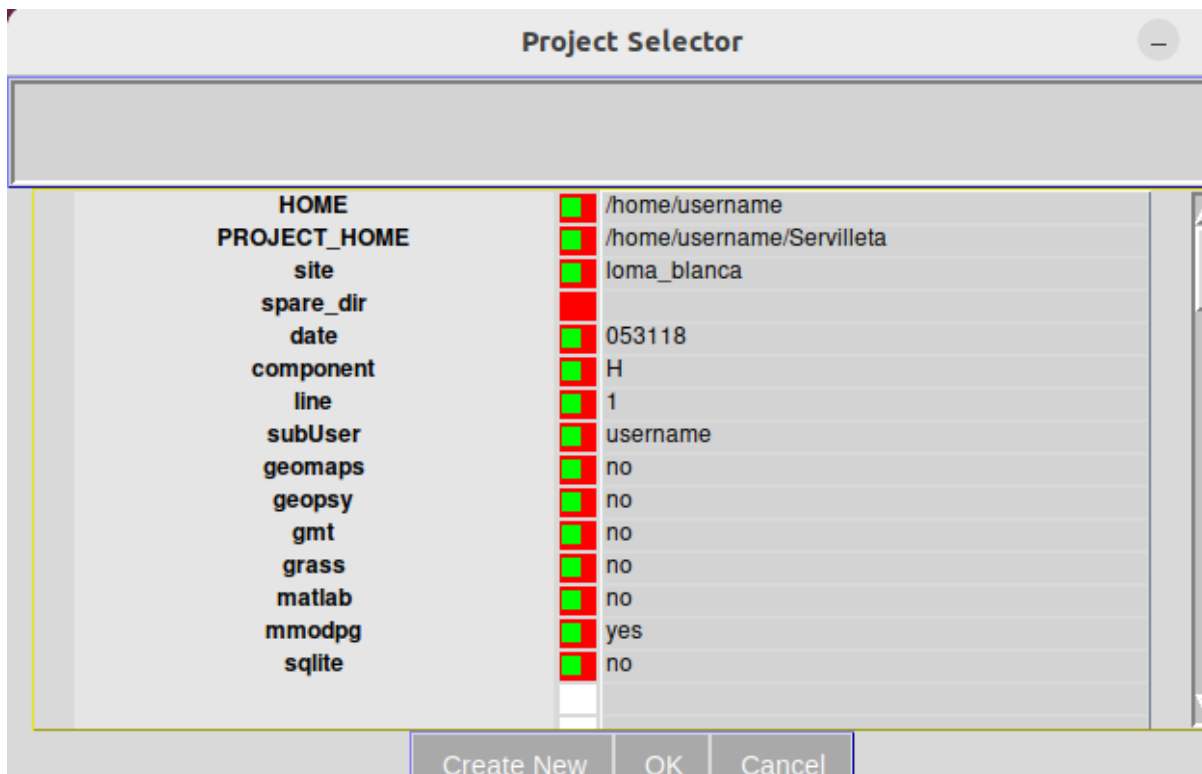 Project Selector
HOME /home/username
PROJECT_HOME /home/username/Servilleta
site loma_blanca
spare_dir
date 053118
component H
line 1
subUser username
geomaps no
geopsy no
gmt no
grass no
matlab no
mmodpg yes
sqlite no
Create New OK Cancel